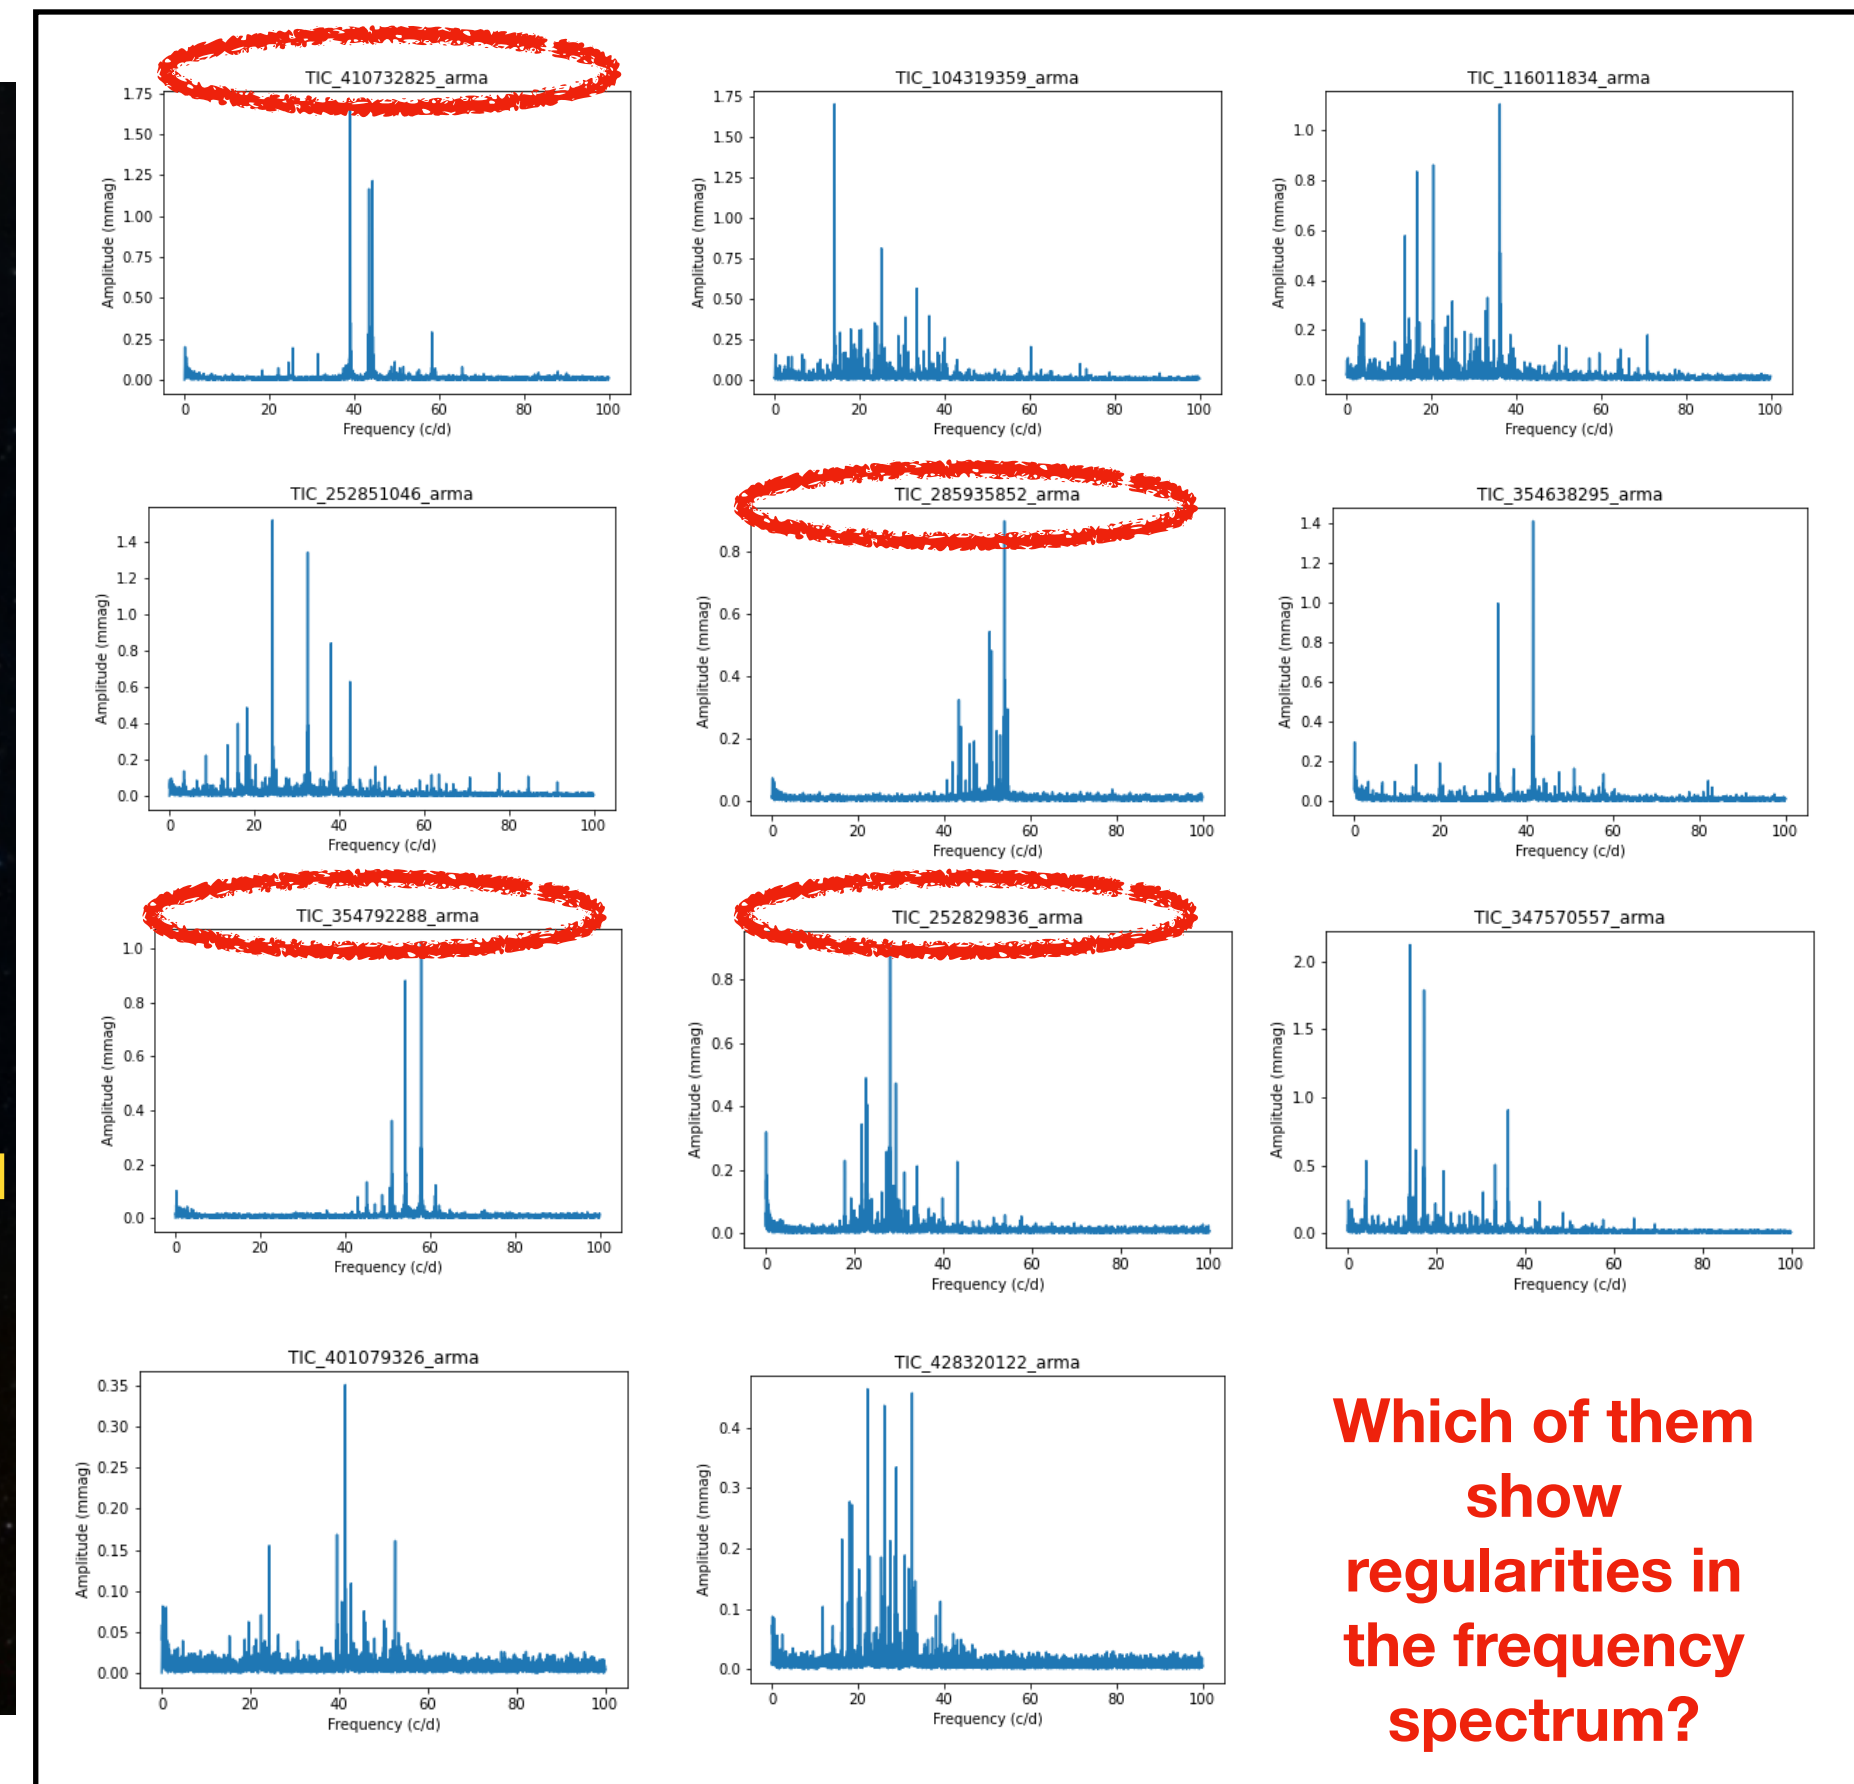 TIC_410732825_arma
Amplitude (mmag)
1.75
1.50
1.25
1.00
0.75
0.50
0.25
0.00
0 20 40 60 80 100
Frequency (c/d)
TIC_104319359_arma
Amplitude (mmag)
1.75
1.50
1.25
1.00
0.75
0.50
0.25
0.00
0 20 40 60 80 100
Frequency (c/d)
TIC_116011834_arma
Amplitude (mmag)
1.0
0.8
0.6
0.4
0.2
0.0
0 20 40 60 80 100
Frequency (c/d)
TIC_252851046_arma
Amplitude (mmag)
1.4
1.2
1.0
0.8
0.6
0.4
0.2
0.0
0 20 40 60 80 100
Frequency (c/d)
TIC_285935852_arma
Amplitude (mmag)
0.8
0.6
0.4
0.2
0.0
0 20 40 60 80 100
Frequency (c/d)
TIC_354638295_arma
Amplitude (mmag)
1.4
1.2
1.0
0.8
0.6
0.4
0.2
0.0
0 20 40 60 80 100
Frequency (c/d)
TIC_354792288_arma
Amplitude (mmag)
1.0
0.8
0.6
0.4
0.2
0.0
0 20 40 60 80 100
Frequency (c/d)
TIC_252829836_arma
Amplitude (mmag)
0.8
0.6
0.4
0.2
0.0
0 20 40 60 80 100
Frequency (c/d)
TIC_347570557_arma
Amplitude (mmag)
2.0
1.5
1.0
0.5
0.0
0 20 40 60 80 100
Frequency (c/d)
TIC_401079326_arma
Amplitude (mmag)
0.35
0.30
0.25
0.20
0.15
0.10
0.05
0.00
0 20 40 60 80 100
Frequency (c/d)
TIC_428320122_arma
Amplitude (mmag)
0.4
0.3
0.2
0.1
0.0
0 20 40 60 80 100
Frequency (c/d)
Which of them
show
regularities in
the frequency
spectrum?